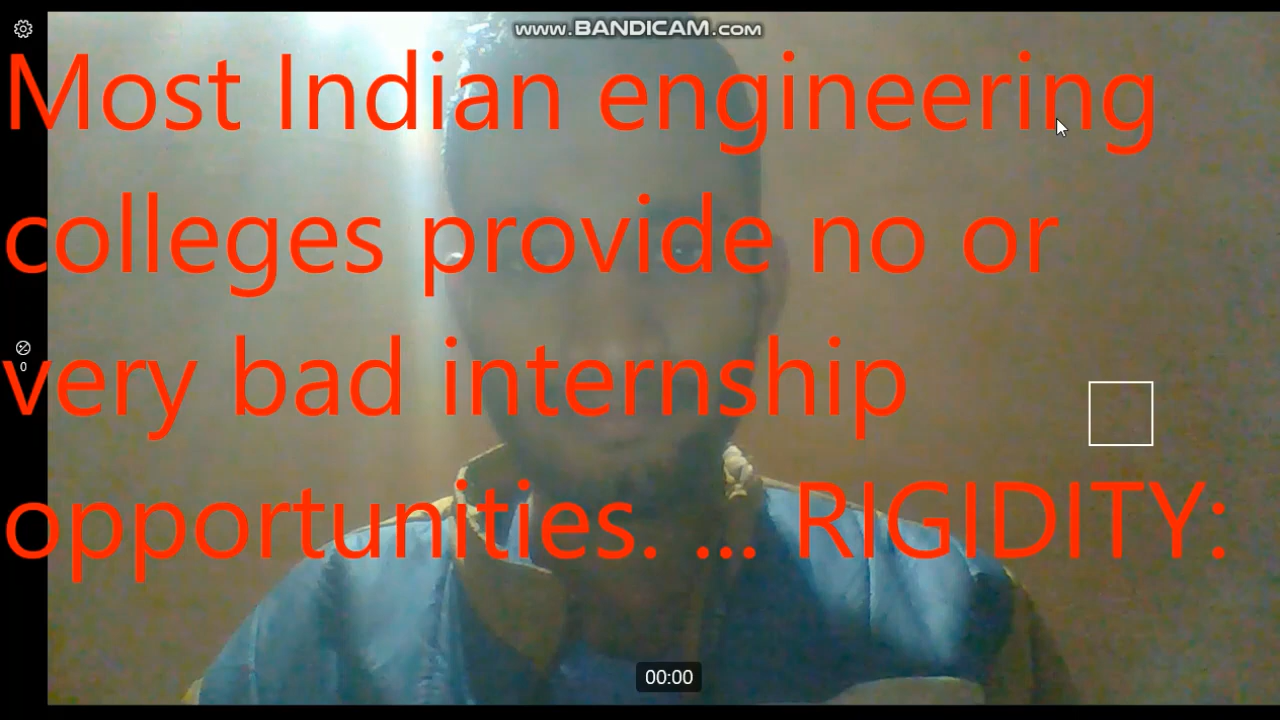 www.BANDICAM.com
Most Indian engineering
colleges provide no or
very bad internship
opportunities. ... RIGIDITY:
0
00:00